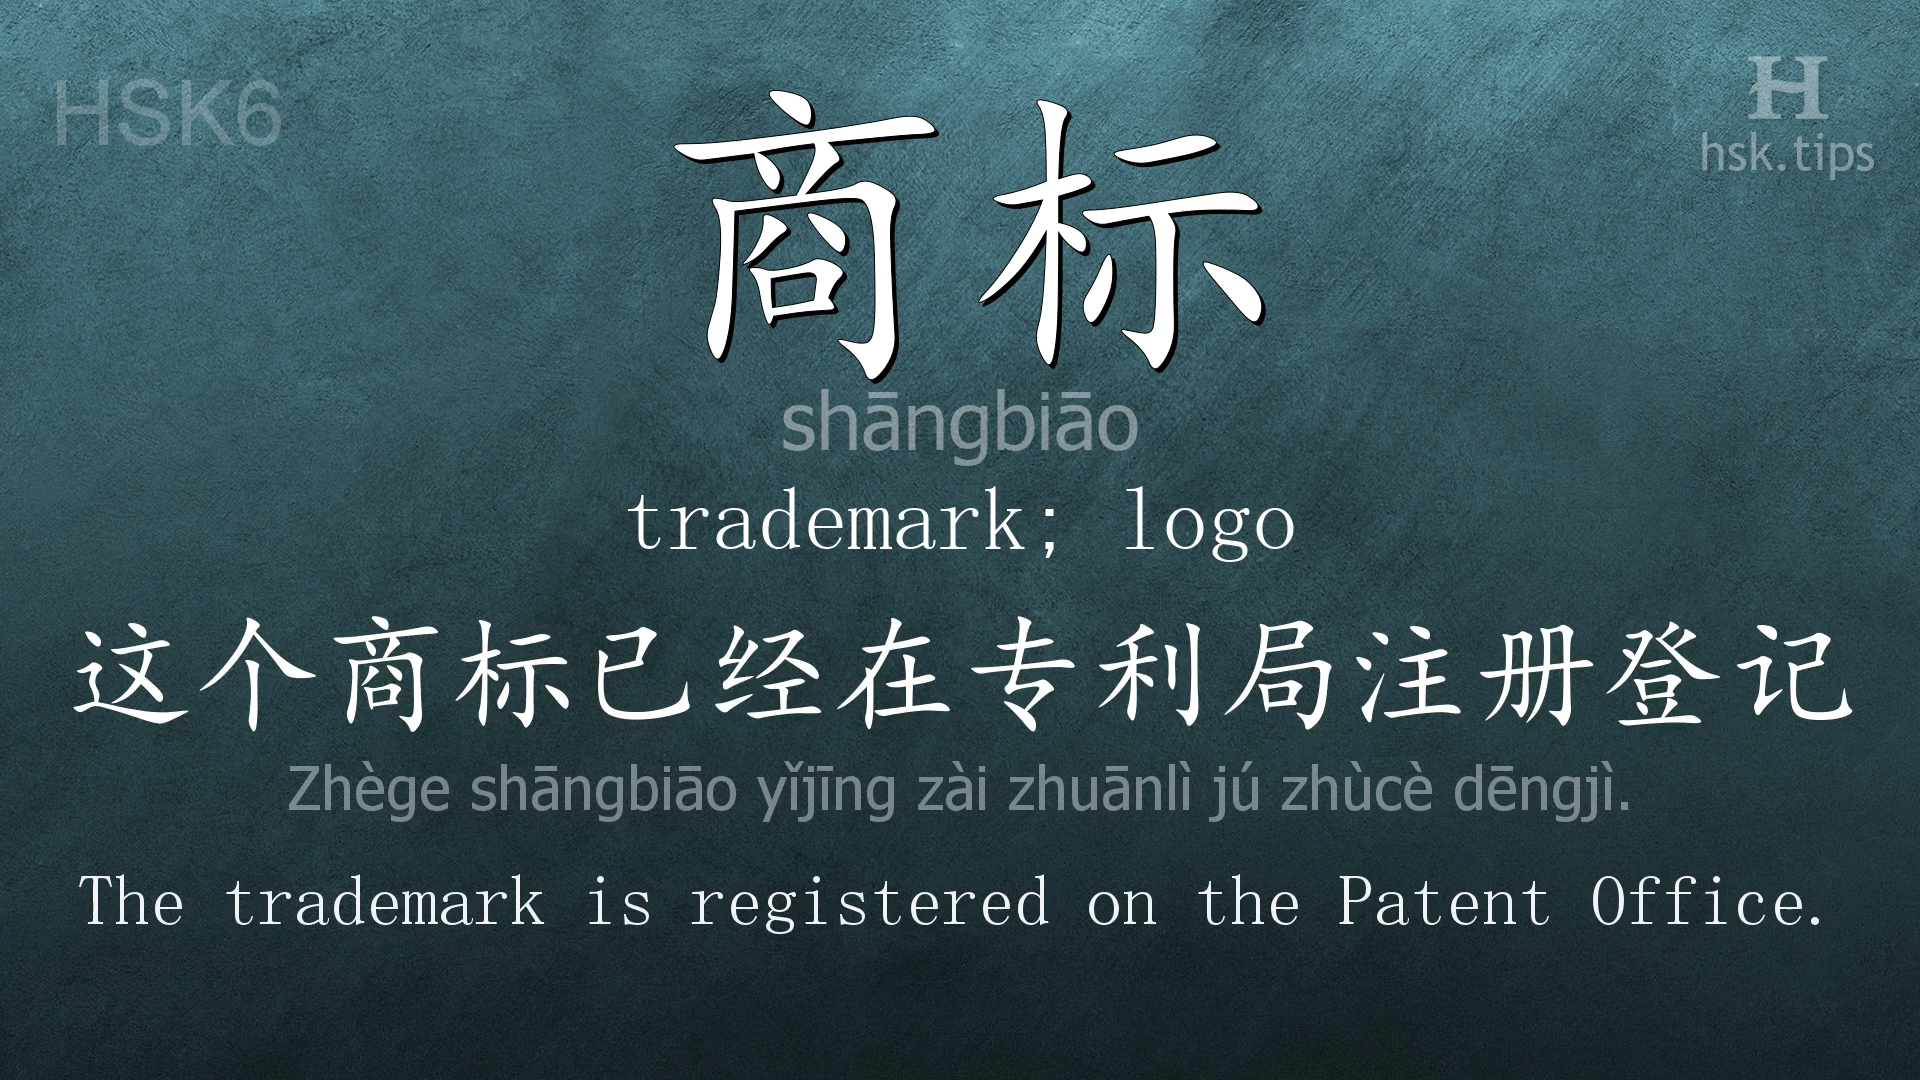 HSK6
H
hsk.tips
商标
shāngbiāo
trademark; logo
这个商标已经在专利局注册登记
Zhège shāngbiāo yǐjīng zài zhuānlì jú zhùcè dēngjì.
The trademark is registered on the Patent Office.